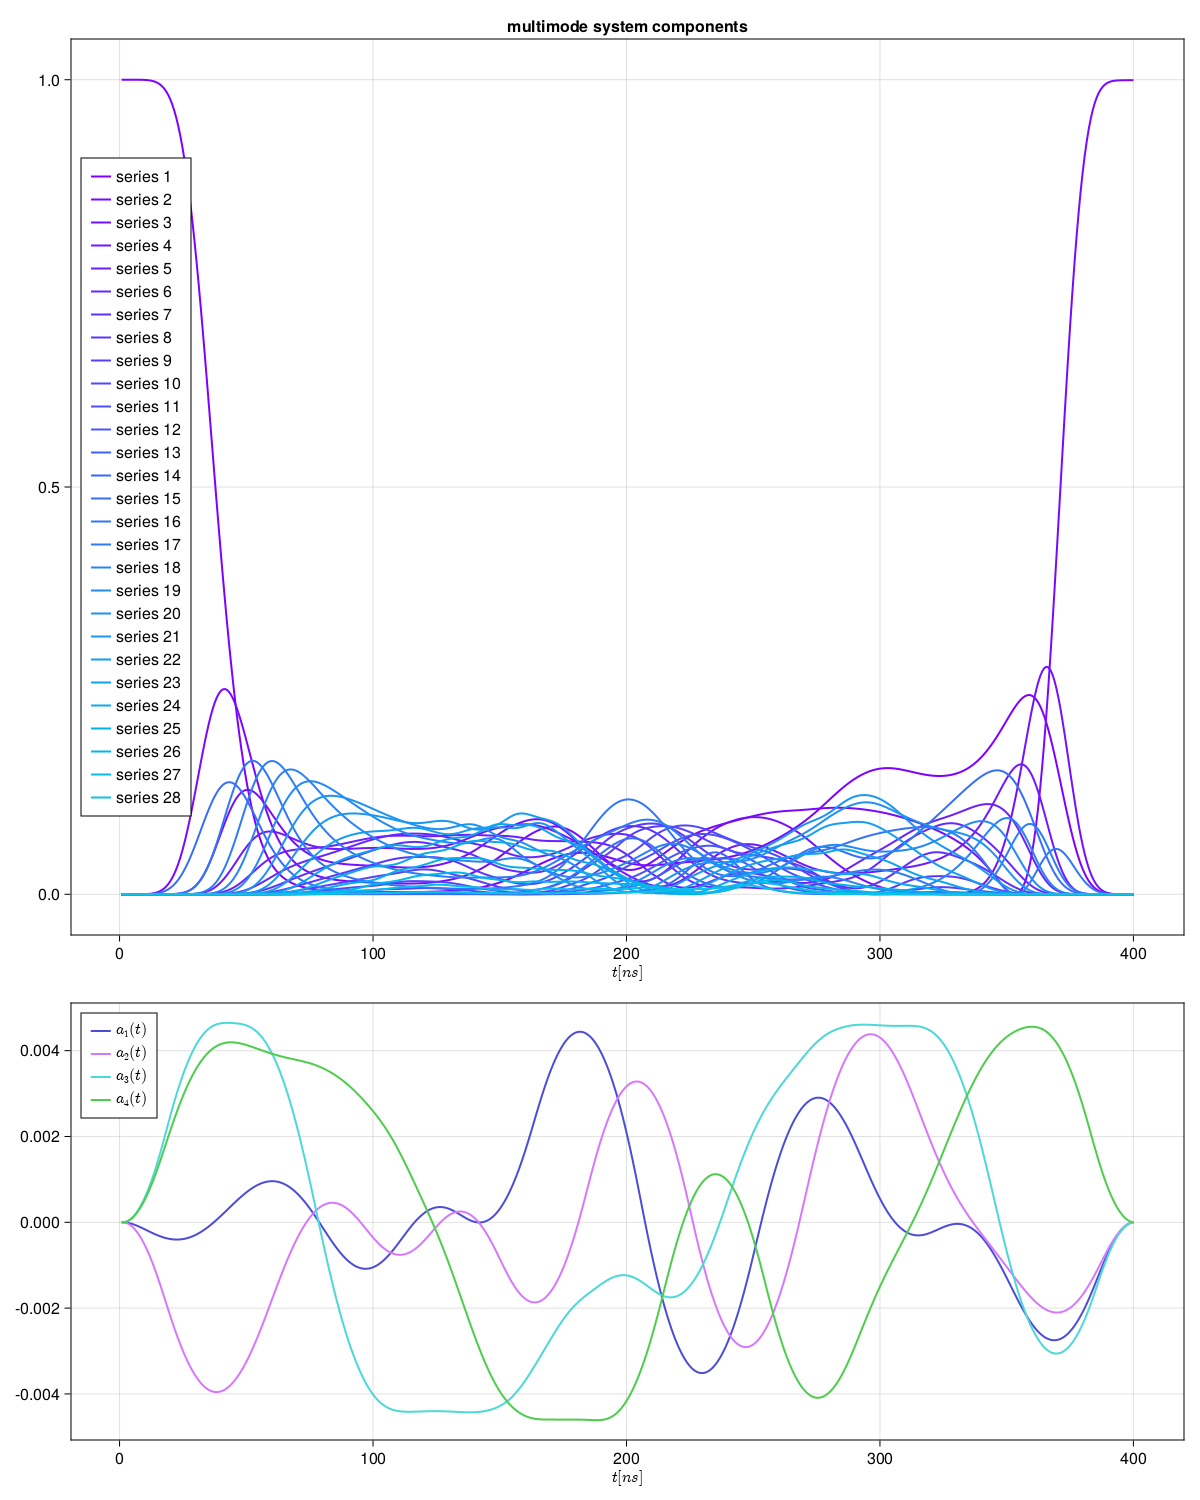 multimode system components
1.0
0.5
0.0
series 1
series 2
series 3
series 4
series 5
series 6
series 7
series 8
series 9
series 10
series 11
series 12
series 13
series 14
series 15
series 16
series 17
series 18
series 19
series 20
series 21
series 22
series 23
series 24
series 25
series 26
series 27
series 28
0 100 200 300 400
t[ns]
0.004
0.002
0.000
-0.002
-0.004
a₁(t)
a₂(t)
a₃(t)
a₄(t)
0 100 200 300 400
t[ns]